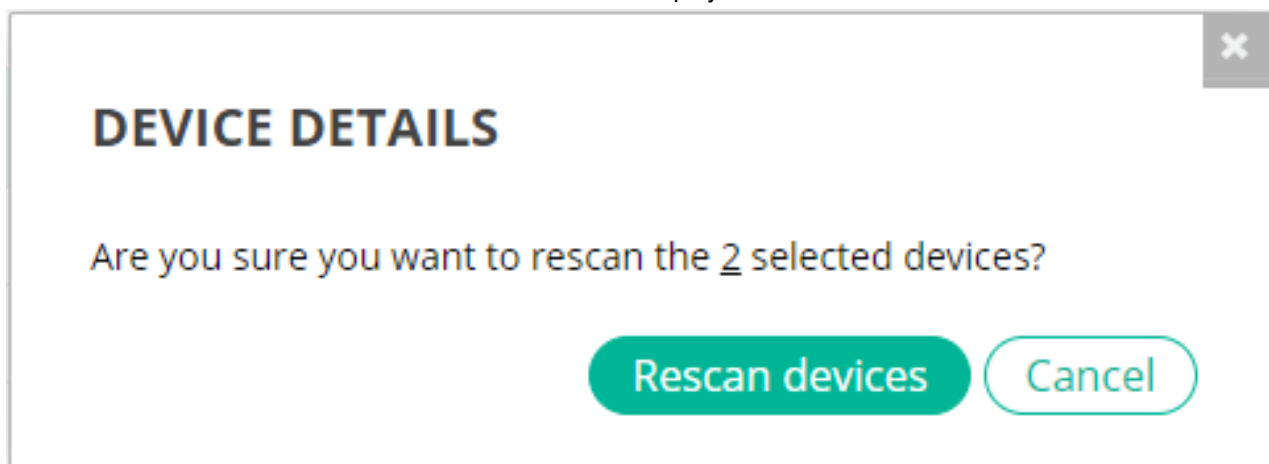 DEVICE DETAILS
Are you sure you want to rescan the 2 selected devices?
Rescan devices
Cancel